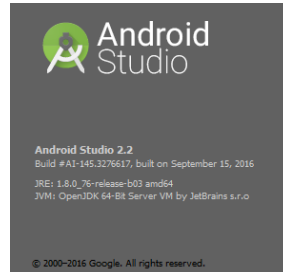 Android
Studio
Android Studio 2.2
Build #AI-145.3276617, built on September 15, 2016
JRE: 1.8.0_76-release-b03 amd64
JVM: OpenJDK 64-Bit Server VM by JetBrains s.r.o
© 2000–2016 Google. All rights reserved.